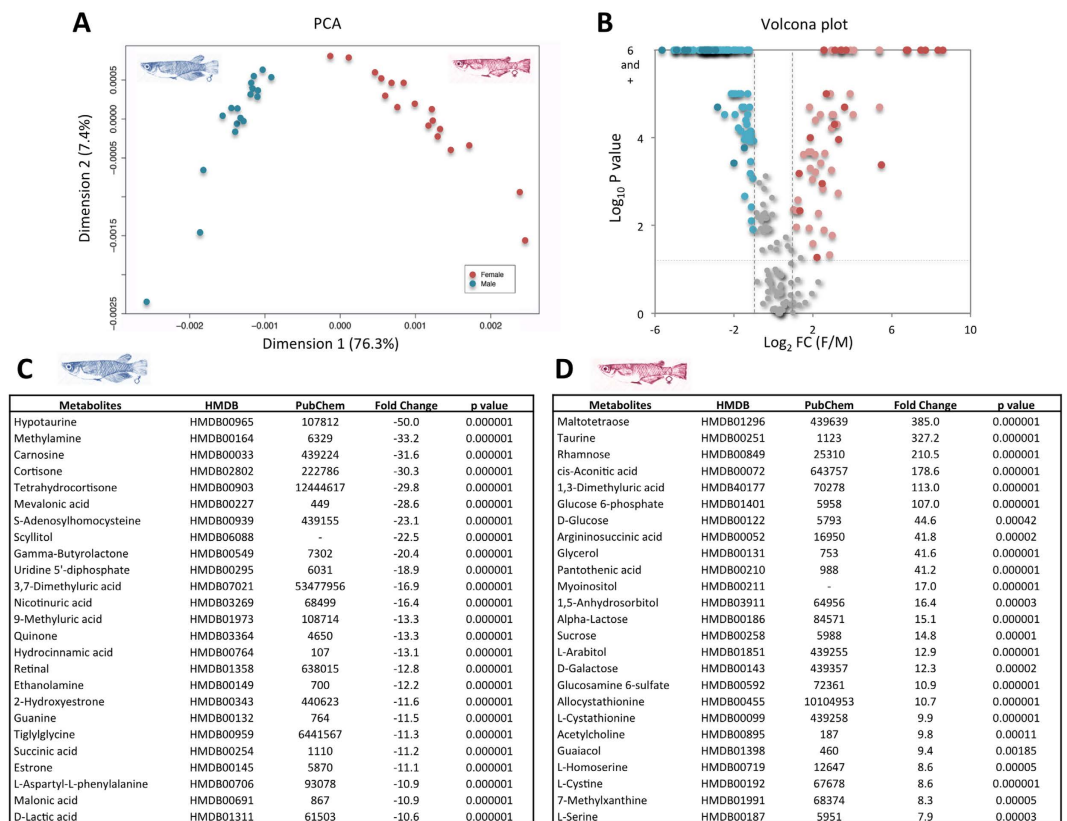 A
PCA
0.0005
0.0000
−0.0005
−0.0015
−0.0025
Dimension 2 (7.4%)
♂
♀
Female
Male
−0.002
−0.001
0.000
0.001
0.002
Dimension 1 (76.3%)
B
Volcona plot
6
and
+
4
2
0
Log10 P value
-6
-2
2
6
10
Log2 FC (F/M)
C
♂
Metabolites HMDB PubChem Fold Change p value
Hypotaurine HMDB00965 107812 -50.0 0.000001
Methylamine HMDB00164 6329 -33.2 0.000001
Carnosine HMDB00033 439224 -31.6 0.000001
Cortisone HMDB02802 222786 -30.3 0.000001
Tetrahydrocortisone HMDB00903 12444617 -29.8 0.000001
Mevalonic acid HMDB00227 449 -28.6 0.000001
S-Adenosylhomocysteine HMDB00939 439155 -23.1 0.000001
Scyllitol HMDB06088 - -22.5 0.000001
Gamma-Butyrolactone HMDB00549 7302 -20.4 0.000001
Uridine 5'-diphosphate HMDB00295 6031 -18.9 0.000001
3,7-Dimethyluric acid HMDB07021 53477956 -16.9 0.000001
Nicotinuric acid HMDB03269 68499 -16.4 0.000001
9-Methyluric acid HMDB01973 108714 -13.3 0.000001
Quinone HMDB03364 4650 -13.3 0.000001
Hydrocinnamic acid HMDB00764 107 -13.1 0.000001
Retinal HMDB01358 638015 -12.8 0.000001
Ethanolamine HMDB00149 700 -12.2 0.000001
2-Hydroxyestrone HMDB00343 440623 -11.6 0.000001
Guanine HMDB00132 764 -11.5 0.000001
Tiglylglycine HMDB00959 6441567 -11.3 0.000001
Succinic acid HMDB00254 1110 -11.2 0.000001
Estrone HMDB00145 5870 -11.1 0.000001
L-Aspartyl-L-phenylalanine HMDB00706 93078 -10.9 0.000001
Malonic acid HMDB00691 867 -10.9 0.000001
D-Lactic acid HMDB01311 61503 -10.6 0.000001
D
♀
Metabolites HMDB PubChem Fold Change p value
Maltotetraose HMDB01296 439639 385.0 0.000001
Taurine HMDB00251 1123 327.2 0.000001
Rhamnose HMDB00849 25310 210.5 0.000001
cis-Aconitic acid HMDB00072 643757 178.6 0.000001
1,3-Dimethyluric acid HMDB40177 70278 113.0 0.000001
Glucose 6-phosphate HMDB01401 5958 107.0 0.000001
D-Glucose HMDB00122 5793 44.6 0.00042
Argininosuccinic acid HMDB00052 16950 41.8 0.00002
Glycerol HMDB00131 753 41.6 0.000001
Pantothenic acid HMDB00210 988 41.2 0.000001
Myoinositol HMDB00211 - 17.0 0.000001
1,5-Anhydrosorbitol HMDB03911 64956 16.4 0.00003
Alpha-Lactose HMDB00186 84571 15.1 0.000001
Sucrose HMDB00258 5988 14.8 0.00001
L-Arabitol HMDB01851 439255 12.9 0.000001
D-Galactose HMDB00143 439357 12.3 0.00002
Glucosamine 6-sulfate HMDB00592 72361 10.9 0.000001
Allocystathionine HMDB00455 10104953 10.7 0.000001
L-Cystathionine HMDB00099 439258 9.9 0.000001
Acetylcholine HMDB00895 187 9.8 0.00011
Guaiacol HMDB01398 460 9.4 0.00185
L-Homoserine HMDB00719 12647 8.6 0.00005
L-Cystine HMDB00192 67678 8.6 0.000001
7-Methylxanthine HMDB01991 68374 8.3 0.00005
L-Serine HMDB00187 5951 7.9 0.00003